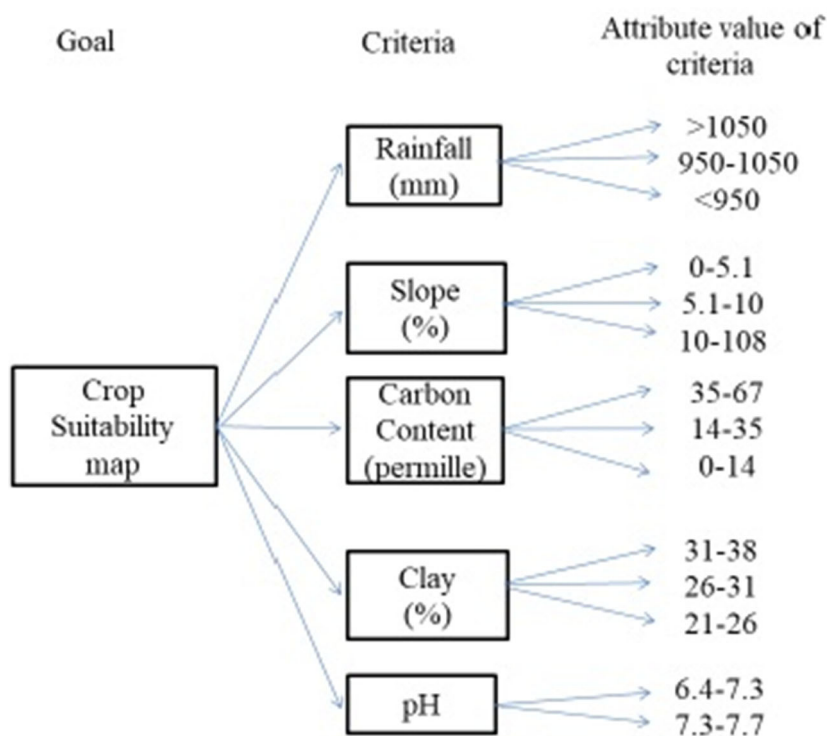 Goal
Criteria
Attribute value of
criteria
Crop
Suitability
map
Rainfall
(mm)
>1050
950-1050
<950
Slope
(%)
0-5.1
5.1-10
10-108
Carbon
Content
(permille)
35-67
14-35
0-14
Clay
(%)
31-38
26-31
21-26
pH
6.4-7.3
7.3-7.7